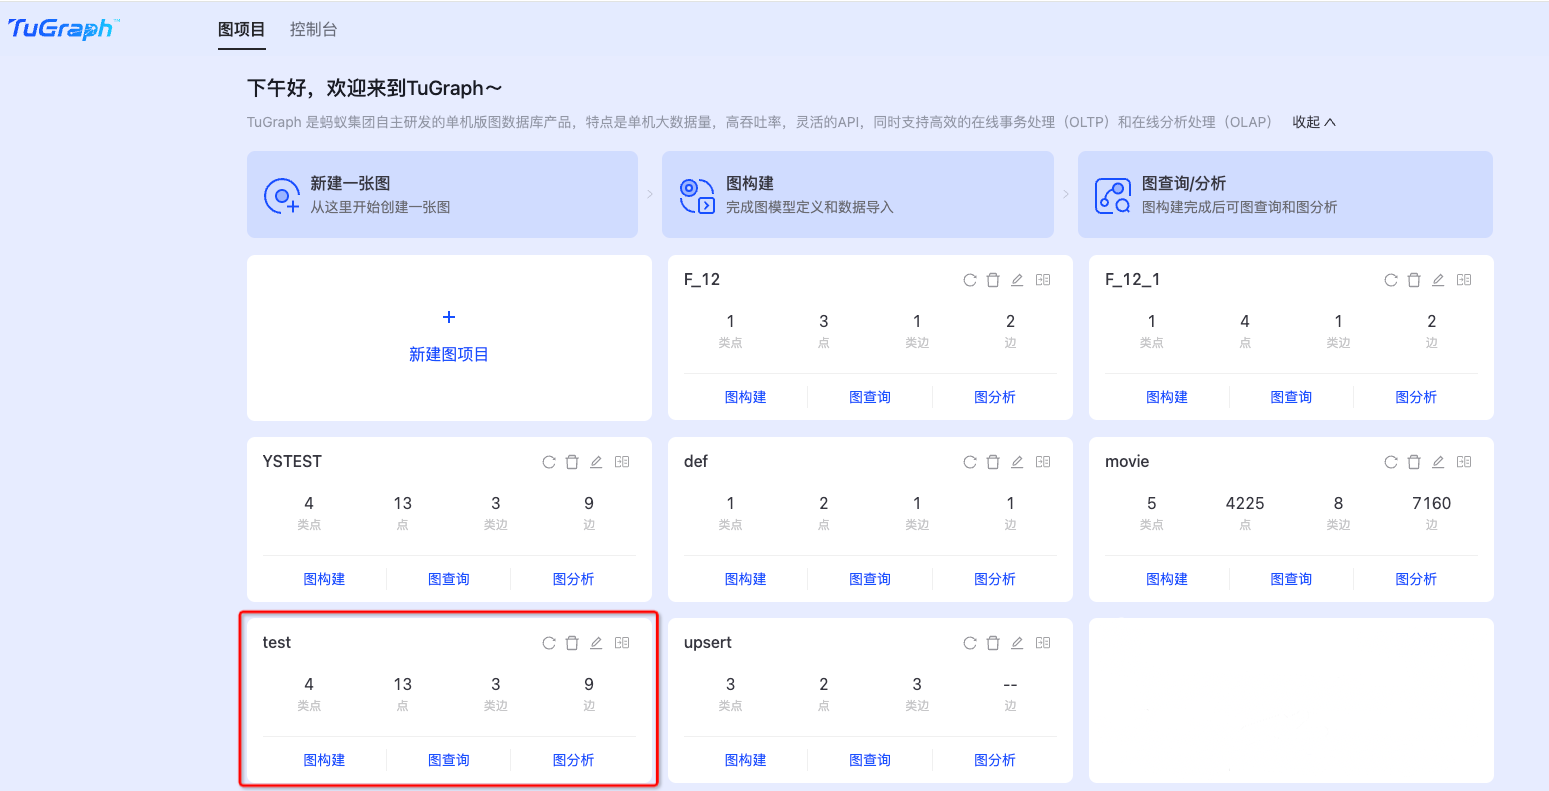 TuGraph™ 图项目 控制台
下午好，欢迎来到TuGraph～
TuGraph 是蚂蚁集团自主研发的单机版图数据库产品，特点是单机大数据量，高吞吐率，灵活的API，同时支持高效的在线事务处理（OLTP）和在线分析处理（OLAP） 收起
新建一张图
从这里开始创建一张图
图构建
完成图模型定义和数据导入
图查询/分析
图构建完成后可图查询和图分析
+
新建图项目
F_12
1 3 1 2
类点 点 类边 边
图构建 图查询 图分析
F_12_1
1 4 1 2
类点 点 类边 边
图构建 图查询 图分析
YSTEST
4 13 3 9
类点 点 类边 边
图构建 图查询 图分析
def
1 2 1 1
类点 点 类边 边
图构建 图查询 图分析
movie
5 4225 8 7160
类点 点 类边 边
图构建 图查询 图分析
test
4 13 3 9
类点 点 类边 边
图构建 图查询 图分析
upsert
3 2 3 --
类点 点 类边 边
图构建 图查询 图分析